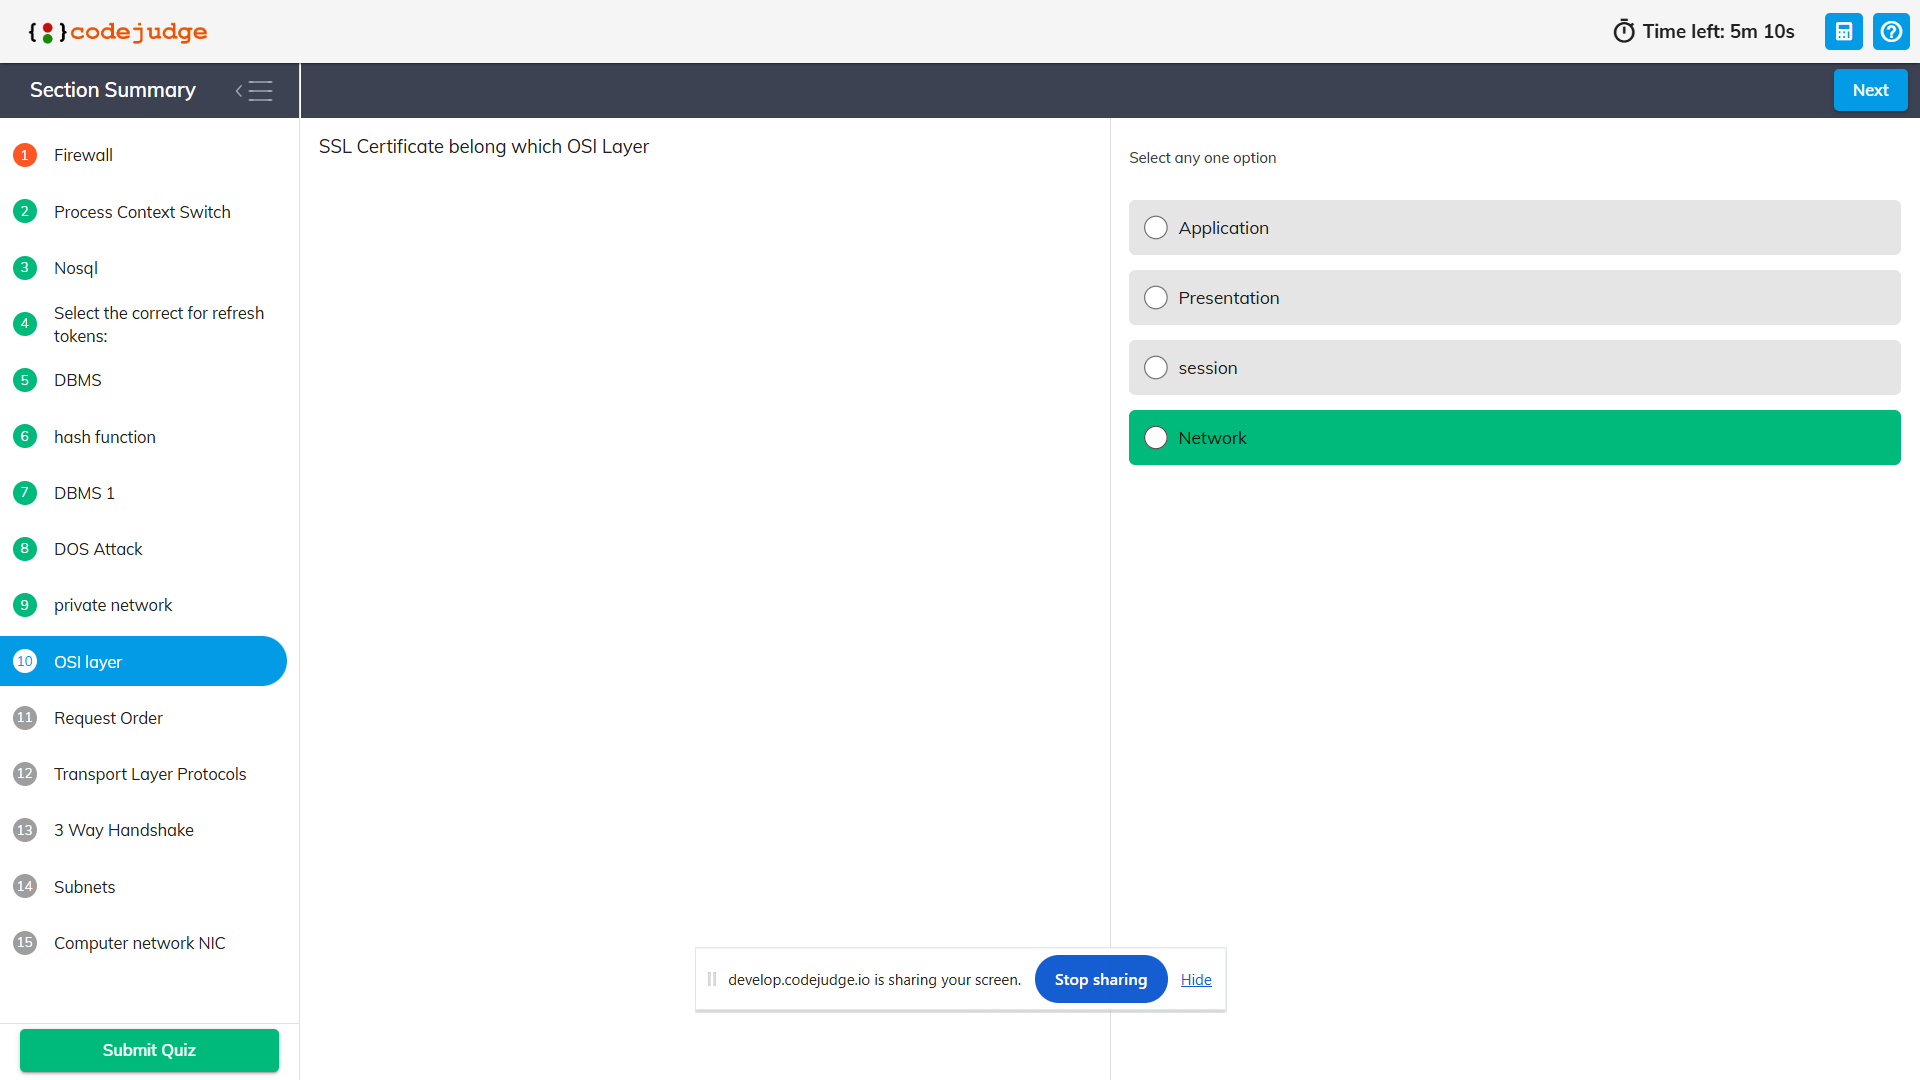 { } codejudge
Time left: 5m 10s
Section Summary
Next
1 Firewall
2 Process Context Switch
3 Nosql
4 Select the correct for refresh
tokens:
5 DBMS
6 hash function
7 DBMS 1
8 DOS Attack
9 private network
10 OSI layer
11 Request Order
12 Transport Layer Protocols
13 3 Way Handshake
14 Subnets
15 Computer network NIC
Submit Quiz
SSL Certificate belong which OSI Layer
Select any one option
Application
Presentation
session
Network
develop.codejudge.io is sharing your screen. Stop sharing Hide